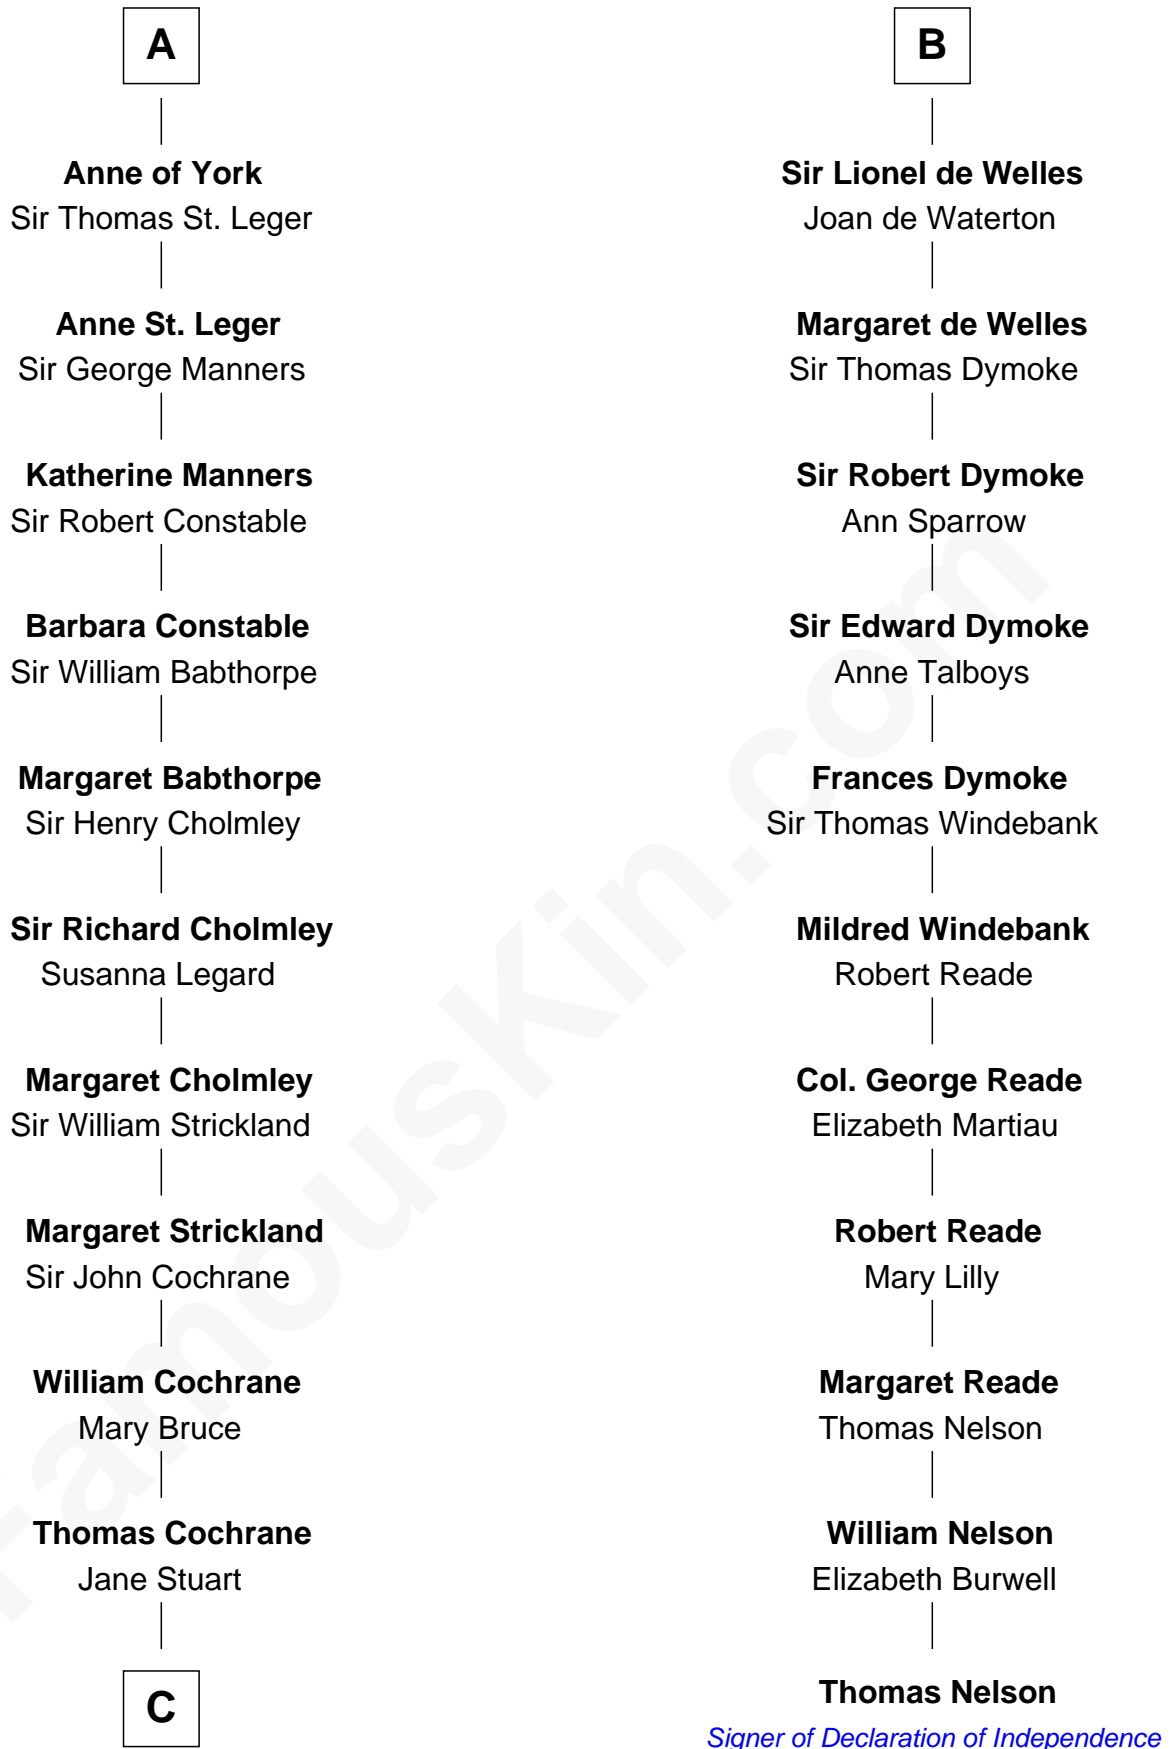 A
Anne of York
Sir Thomas St. Leger
Anne St. Leger
Sir George Manners
Katherine Manners
Sir Robert Constable
Barbara Constable
Sir William Babthorpe
Margaret Babthorpe
Sir Henry Cholmley
Sir Richard Cholmley
Susanna Legard
Margaret Cholmley
Sir William Strickland
Margaret Strickland
Sir John Cochrane
William Cochrane
Mary Bruce
Thomas Cochrane
Jane Stuart
C
B
Sir Lionel de Welles
Joan de Waterton
Margaret de Welles
Sir Thomas Dymoke
Sir Robert Dymoke
Ann Sparrow
Sir Edward Dymoke
Anne Talboys
Frances Dymoke
Sir Thomas Windebank
Mildred Windebank
Robert Reade
Col. George Reade
Elizabeth Martiau
Robert Reade
Mary Lilly
Margaret Reade
Thomas Nelson
William Nelson
Elizabeth Burwell
Thomas Nelson
Signer of Declaration of Independence
FamousKin.com